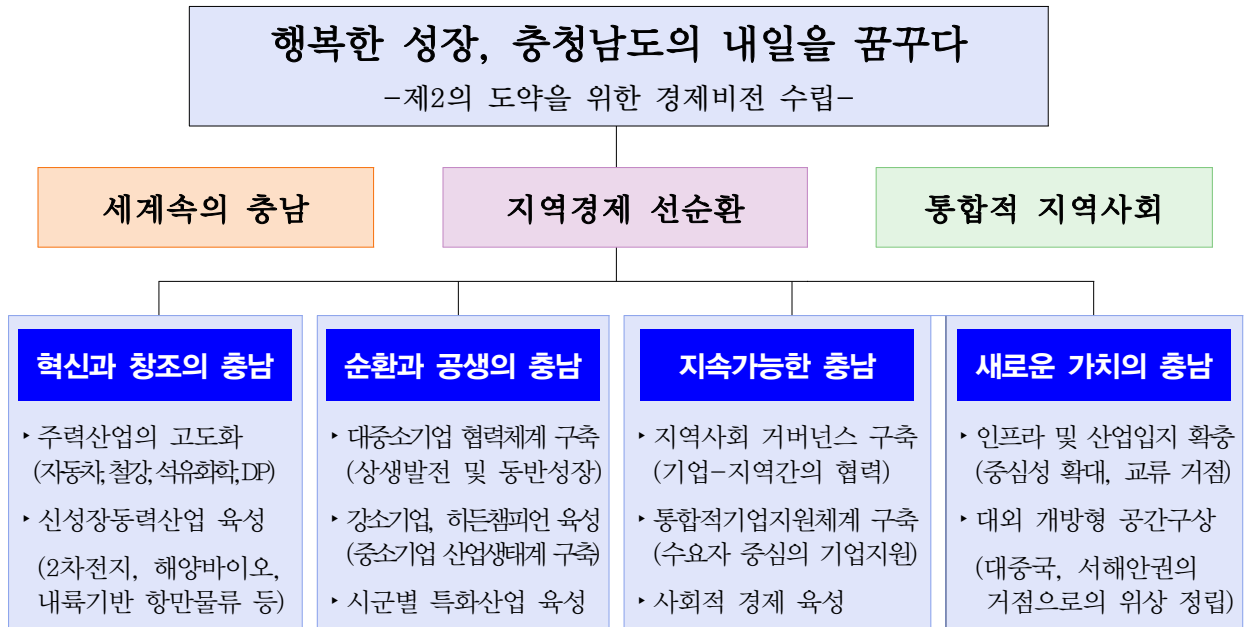 행복한 성장, 충청남도의 내일을 꿈꾸다
-제2의 도약을 위한 경제비전 수립-
세계속의 충남
지역경제 선순환
통합적 지역사회
혁신과 창조의 충남
‣ 주력산업의 고도화
(자동차, 철강, 석유화학, DP)
‣ 신성장동력산업 육성
(2차전지, 해양바이오,
내륙기반 항만물류 등)
순환과 공생의 충남
‣ 대중소기업 협력체계 구축
(상생발전 및 동반성장)
‣ 강소기업, 히든챔피언 육성
(중소기업 산업생태계 구축)
‣ 시군별 특화산업 육성
지속가능한 충남
‣ 지역사회 거버넌스 구축
(기업-지역간의 협력)
‣ 통합적기업지원체계 구축
(수요자 중심의 기업지원)
‣ 사회적 경제 육성
새로운 가치의 충남
‣ 인프라 및 산업입지 확충
(중심성 확대, 교류 거점)
‣ 대외 개방형 공간구상
(대중국, 서해안권의
거점으로의 위상 정립)